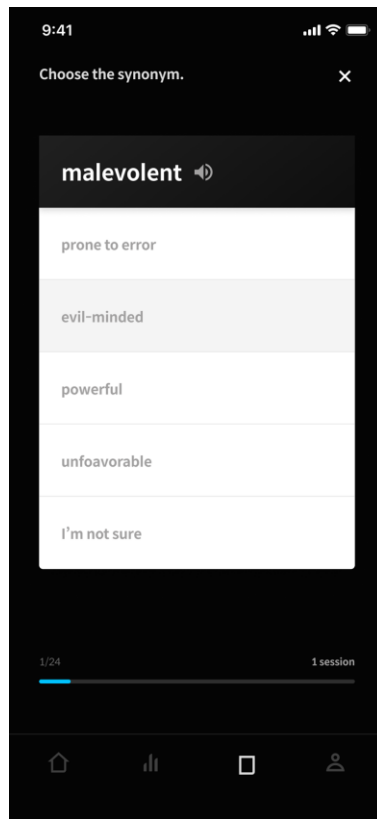 9:41
Choose the synonym.
malevolent
prone to error
evil-minded
powerful
unfoavorable
I'm not sure
1/24 1 session